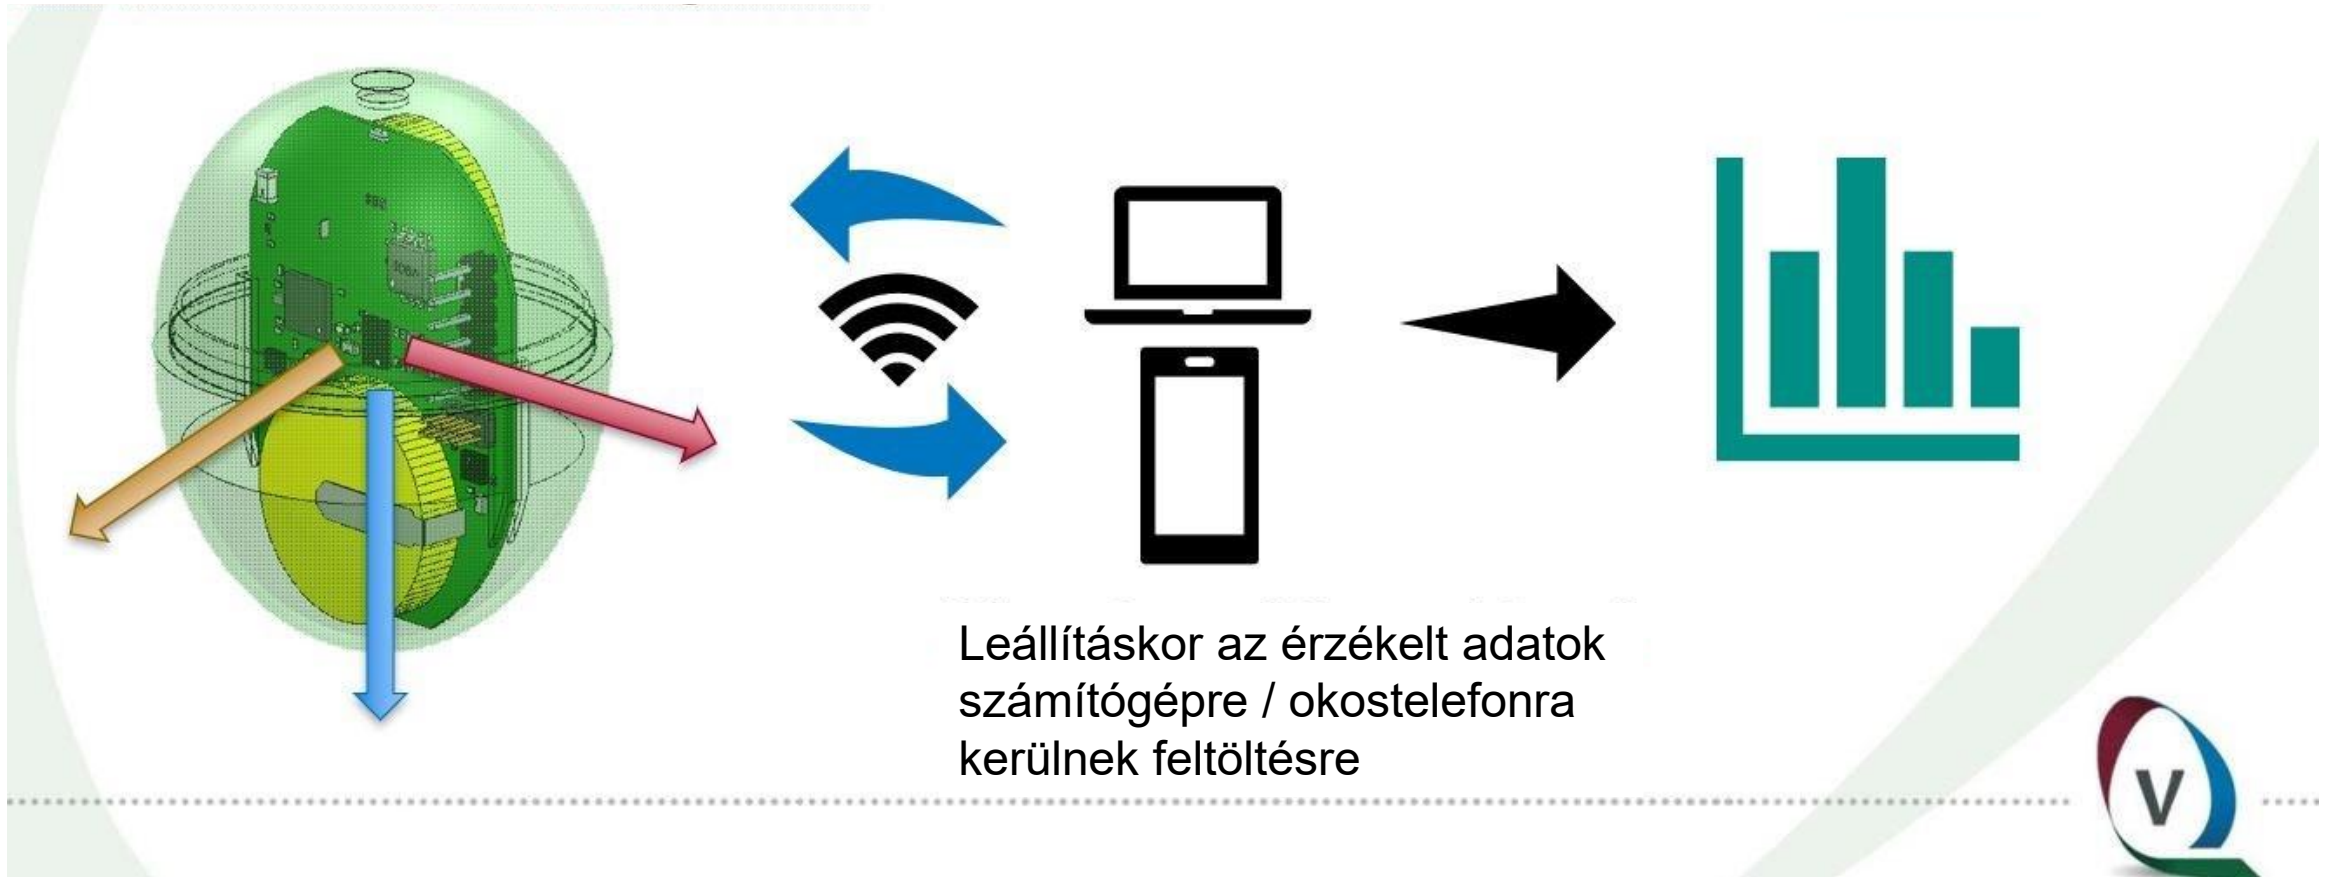 Leállításkor az érzékelt adatok
számítógépre / okostelefonra
kerülnek feltöltésre
V